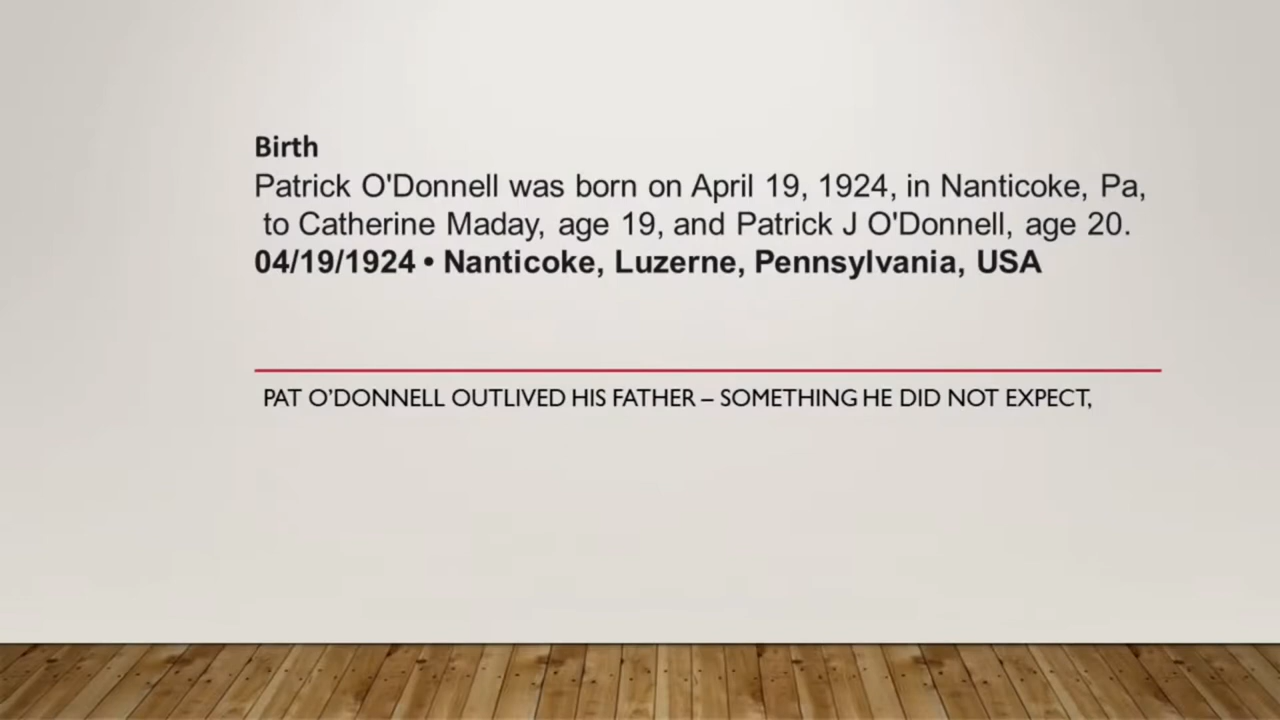 Birth
Patrick O'Donnell was born on April 19, 1924, in Nanticoke, Pa,
to Catherine Maday, age 19, and Patrick J O'Donnell, age 20.
04/19/1924 • Nanticoke, Luzerne, Pennsylvania, USA
PAT O’DONNELL OUTLIVED HIS FATHER – SOMETHING HE DID NOT EXPECT,